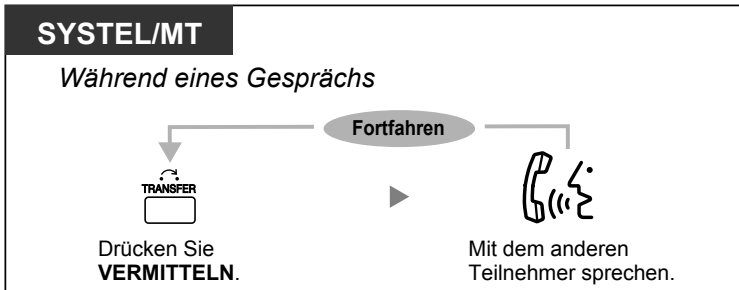 SYSTEL/MT
Während eines Gesprächs
Fortfahren
TRANSFER
Drücken Sie
VERMITTELN.
Mit dem anderen
Teilnehmer sprechen.